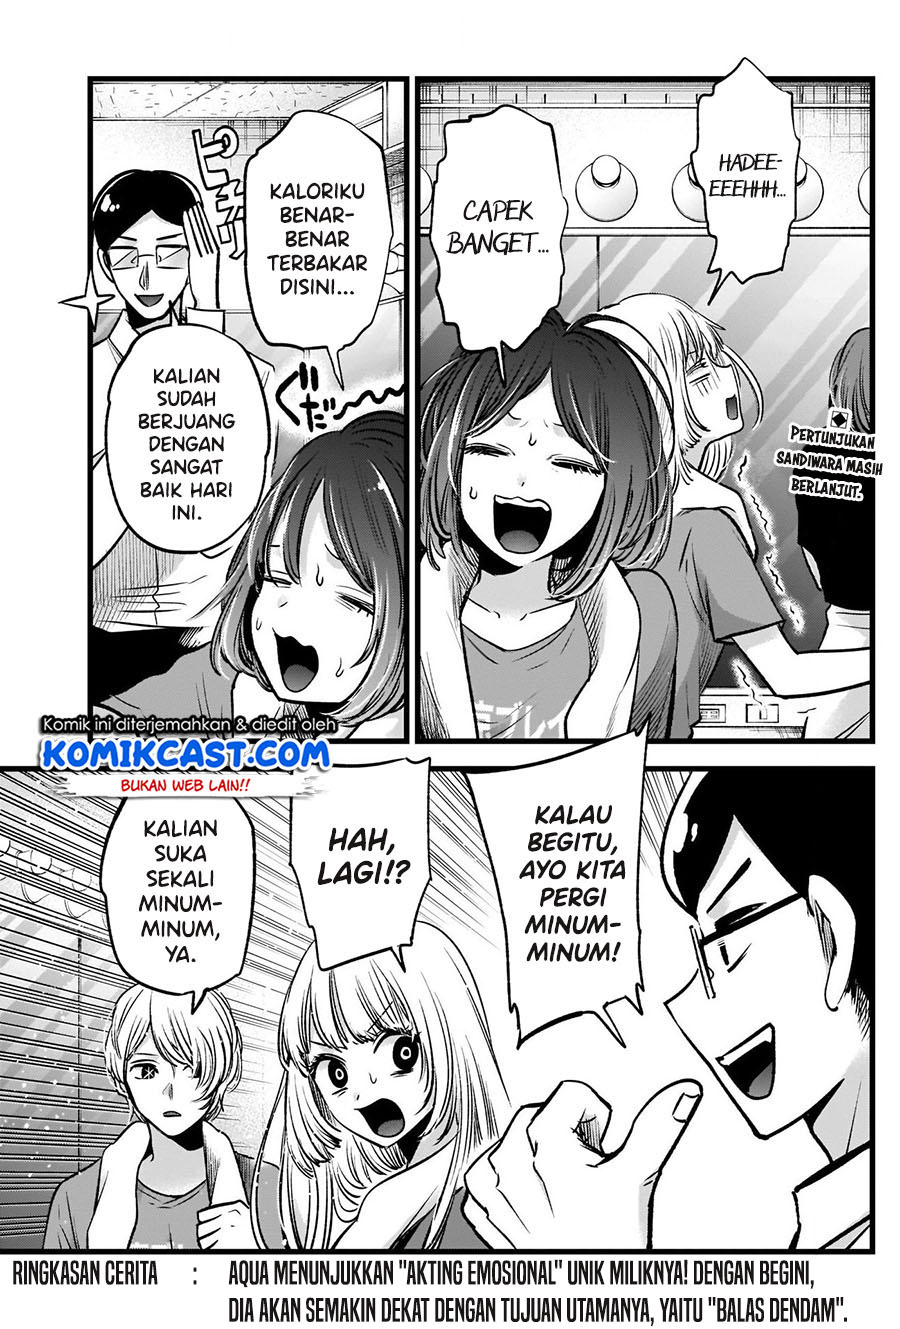 HADEE-
EEEHHH...
CAPEK
BANGET...
PERTUNJUKAN
SANDIWARA MASIH
BERLANJUT.
KALORIKU
BENAR-
BENAR
TERBAKAR
DISINI...
KALIAN
SUDAH
BERJUANG
DENGAN
SANGAT
BAIK HARI
INI.
Komik ini diterjemahkan & diedit oleh
KOMIKCAST.COM
BUKAN WEB LAIN!!
KALAU
BEGITU,
AYO KITA
PERGI
MINUM-
MINUM!
HAH,
LAGI!?
KALIAN
SUKA
SEKALI
MINUM-
MINUM,
YA.
RINGKASAN CERITA : AQUA MENUNJUKKAN "AKTING EMOSIONAL" UNIK MILIKNYA! DENGAN BEGINI,
DIA AKAN SEMAKIN DEKAT DENGAN TUJUAN UTAMANYA, YAITU "BALAS DENDAM".